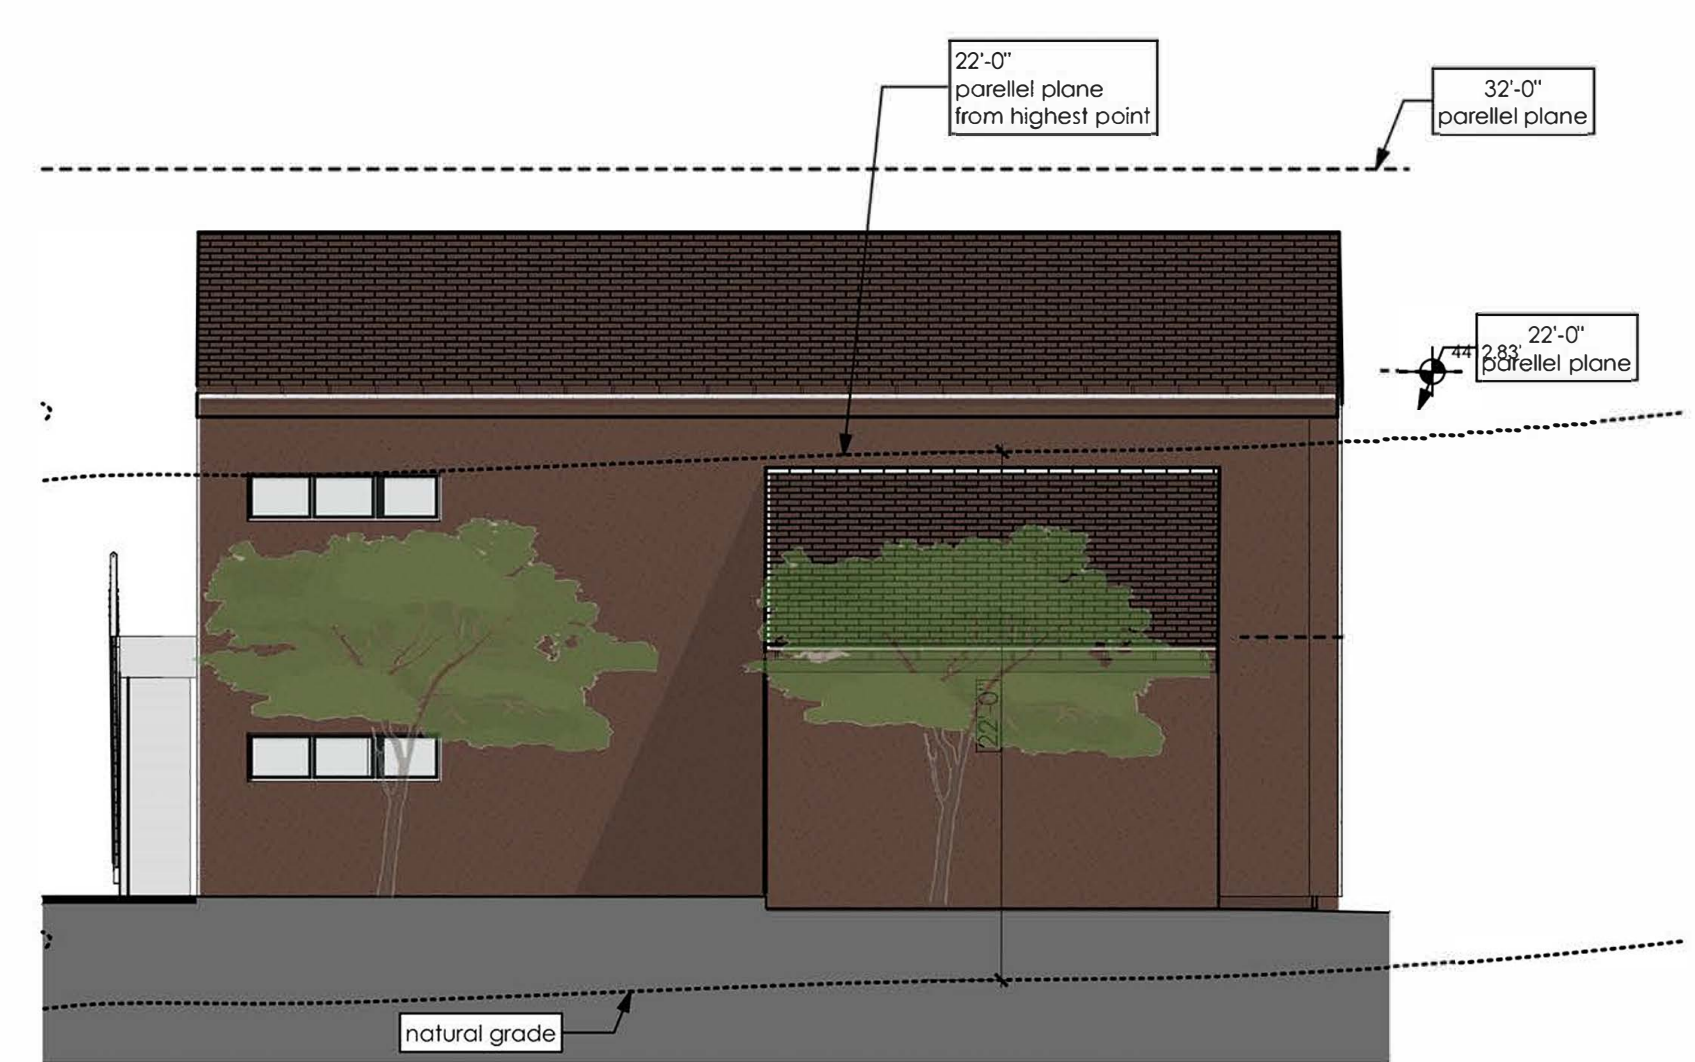 22'-0"
parellel plane
from highest point
32'-0"
parellel plane
22'-0"
44' 2.83'
parellel plane
22'-0"
natural grade